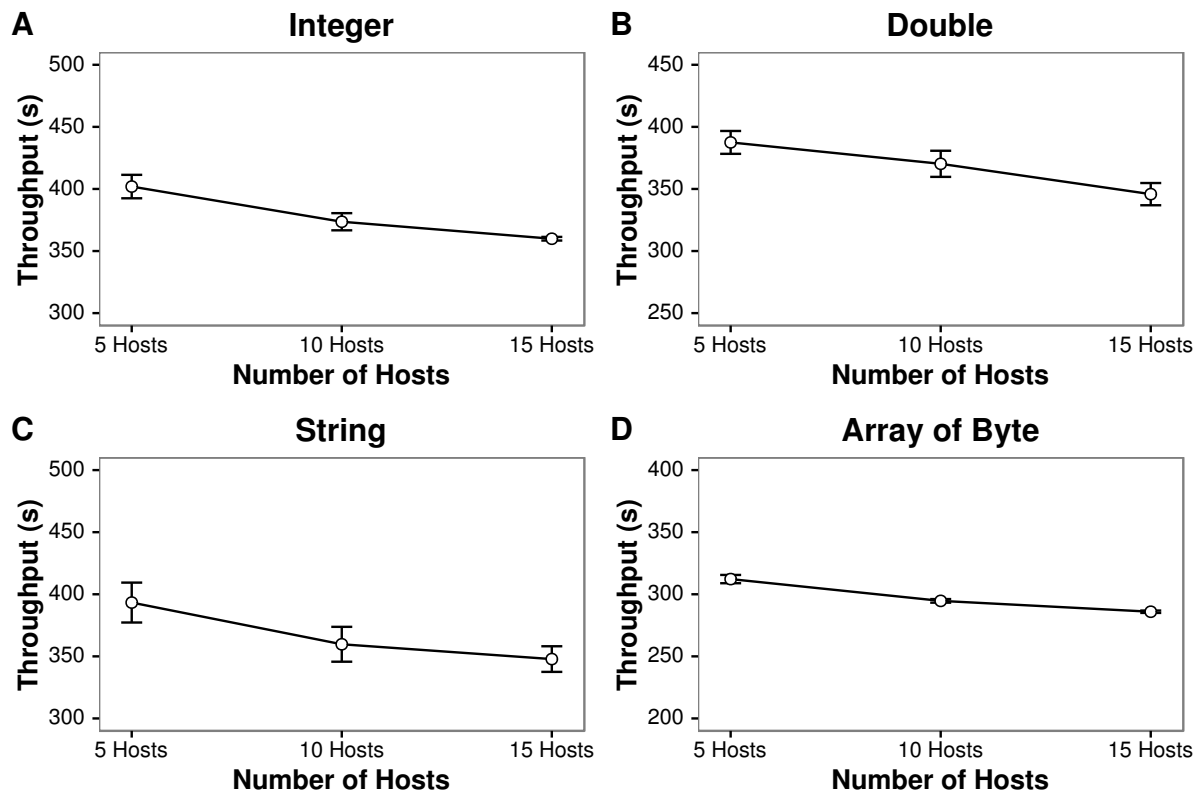 A Integer
Throughput (s)
500
450
400
350
300
5 Hosts 10 Hosts 15 Hosts
Number of Hosts
B Double
Throughput (s)
450
400
350
300
250
5 Hosts 10 Hosts 15 Hosts
Number of Hosts
C String
Throughput (s)
500
450
400
350
300
5 Hosts 10 Hosts 15 Hosts
Number of Hosts
D Array of Byte
Throughput (s)
400
350
300
250
200
5 Hosts 10 Hosts 15 Hosts
Number of Hosts